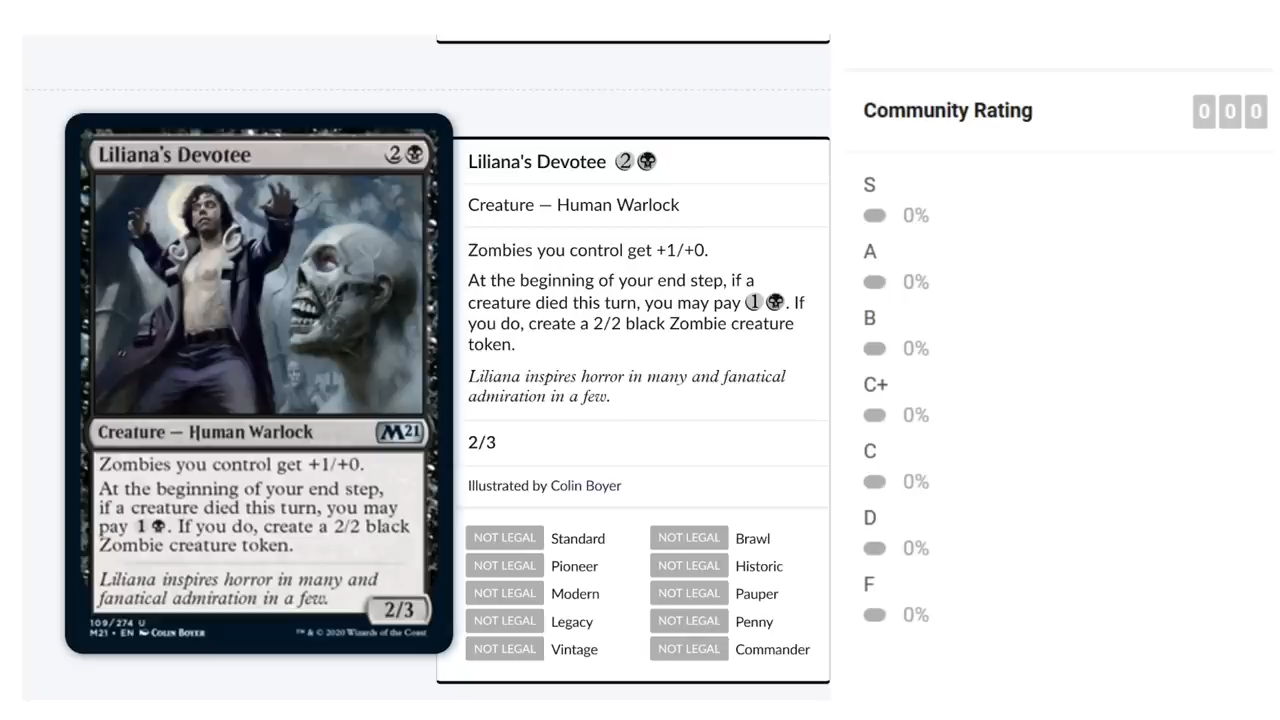 Liliana's Devotee 2
Creature — Human Warlock M21
Zombies you control get +1/+0.
At the beginning of your end step,
if a creature died this turn, you may
pay 1 . If you do, create a 2/2 black
Zombie creature token.
Liliana inspires horror in many and
fanatical admiration in a few.
2/3
109/274 U
M21 • EN Colin Boyer
™ & © 2020 Wizards of the Coast
Liliana's Devotee 2
Creature — Human Warlock
Zombies you control get +1/+0.
At the beginning of your end step, if a
creature died this turn, you may pay 1 . If
you do, create a 2/2 black Zombie creature
token.
Liliana inspires horror in many and fanatical
admiration in a few.
2/3
Illustrated by Colin Boyer
NOT LEGAL Standard NOT LEGAL Brawl
NOT LEGAL Pioneer NOT LEGAL Historic
NOT LEGAL Modern NOT LEGAL Pauper
NOT LEGAL Legacy NOT LEGAL Penny
NOT LEGAL Vintage NOT LEGAL Commander
Community Rating 0 0 0
S
0%
A
0%
B
0%
C+
0%
C
0%
D
0%
F
0%